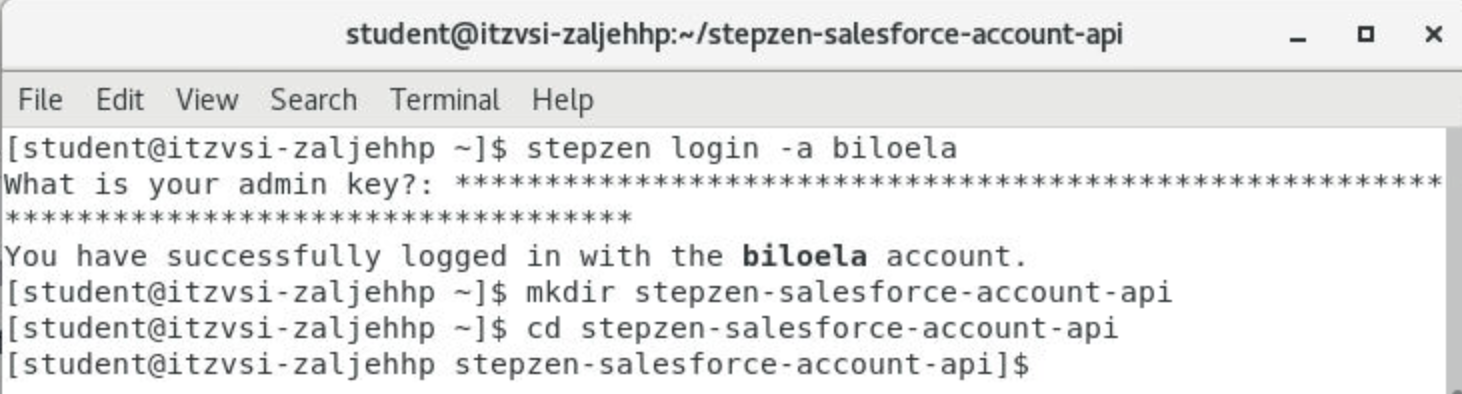 student@itzvsi-zaljehhp:~/stepzen-salesforce-account-api
File Edit View Search Terminal Help
[student@itzvsi-zaljehhp ~]$ stepzen login -a biloela
What is your admin key?: *******************************************************
***********************************
You have successfully logged in with the biloela account.
[student@itzvsi-zaljehhp ~]$ mkdir stepzen-salesforce-account-api
[student@itzvsi-zaljehhp ~]$ cd stepzen-salesforce-account-api
[student@itzvsi-zaljehhp stepzen-salesforce-account-api]$